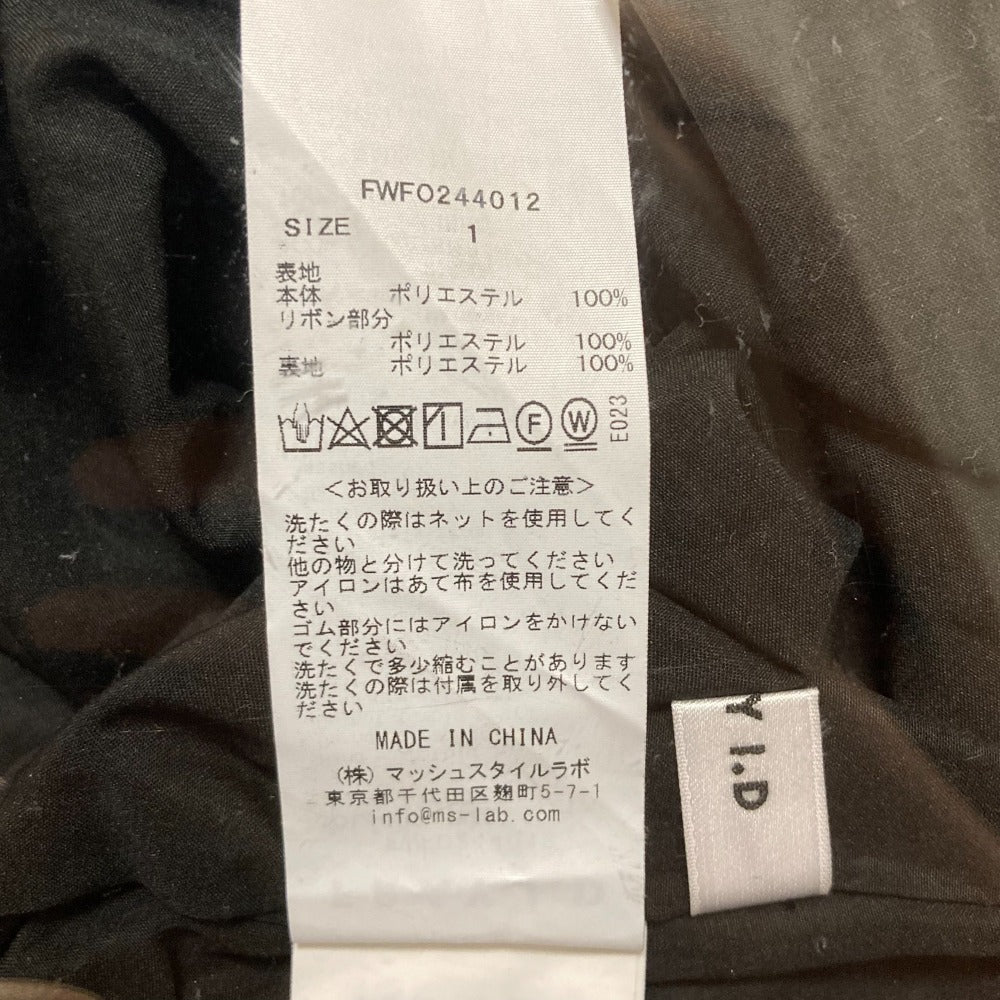 FWFO244012
SIZE 1
表地
本体 ポリエステル 100%
リボン部分
ポリエステル 100%
裏地 ポリエステル 100%
F W E023
<お取り扱い上のご注意>
洗たくの際はネットを使用してく
ださい
他の物と分けて洗ってください
アイロンはあて布を使用してくだ
さい
ゴム部分にはアイロンをかけない
でください
洗たくで多少縮むことがあります
洗たくの際は付属を取り外してく
ださい
MADE IN CHINA
(株)マッシュスタイルラボ
東京都千代田区麹町5-7-1
info@ms-lab.com
Y I.D